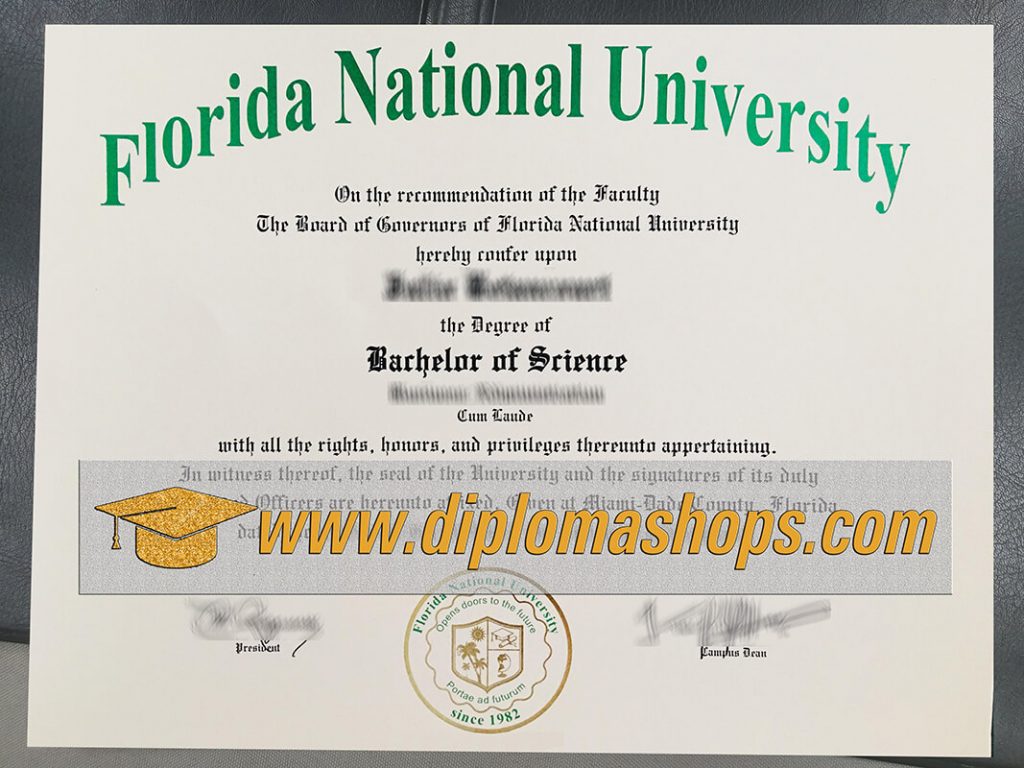 Florida National University
On the recommendation of the Faculty
The Board of Governors of Florida National University
hereby confer upon
the Degree of
Bachelor of Science
Cum Laude
with all the rights, honors, and privileges thereunto appertaining.
In witness thereof, the seal of the University and the signatures of its duly
Officers are hereunto Given at Miami-Dade County, Florida
www.diplomashops.com
Florida National University
Opens doors to the future
Portae ad futurum
since 1982
President
Campus Dean